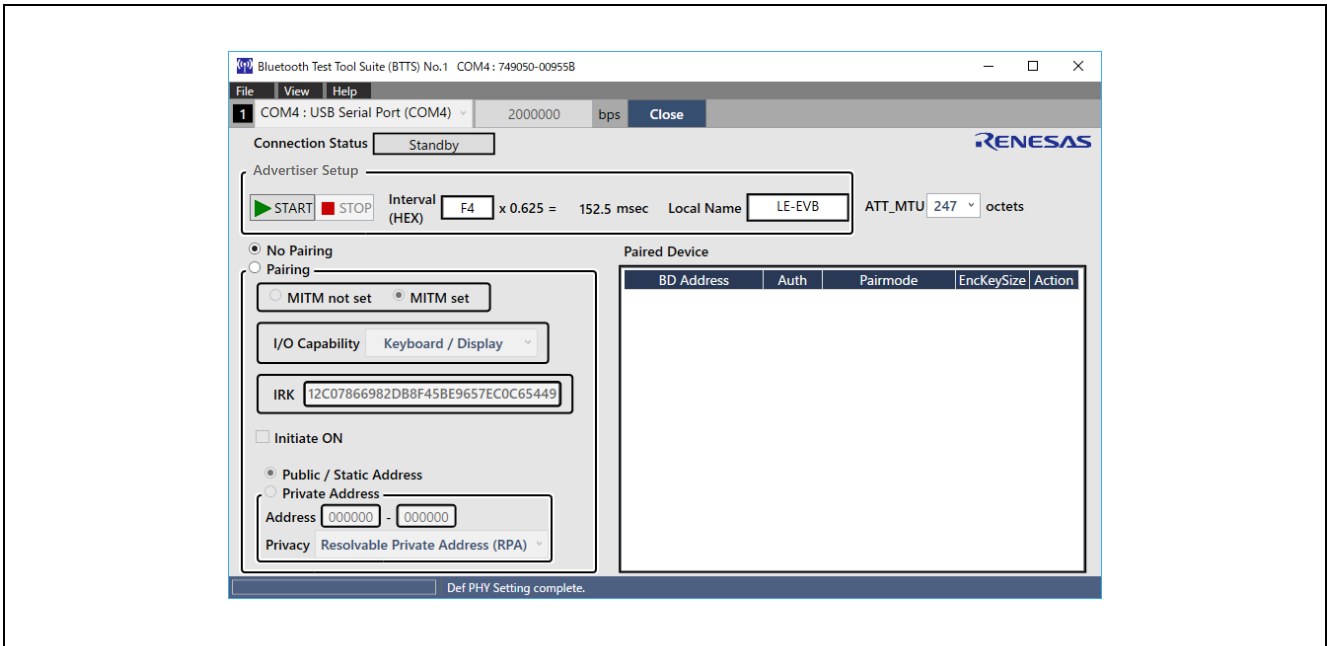 Bluetooth Test Tool Suite (BTTS) No.1 COM4 : 749050-00955B
File View Help
1 COM4 : USB Serial Port (COM4) 2000000 bps Close
Connection Status Standby
RENESAS
Advertiser Setup
START STOP Interval (HEX) F4 x 0.625 = 152.5 msec Local Name LE-EVB ATT_MTU 247 octets
No Pairing
Pairing
MITM not set MITM set
I/O Capability Keyboard / Display
IRK 12C07866982DB8F45BE9657EC0C65449
Initiate ON
Public / Static Address
Private Address
Address 000000 - 000000
Privacy Resolvable Private Address (RPA)
Paired Device
BD Address Auth Pairmode EncKeySize Action
Def PHY Setting complete.